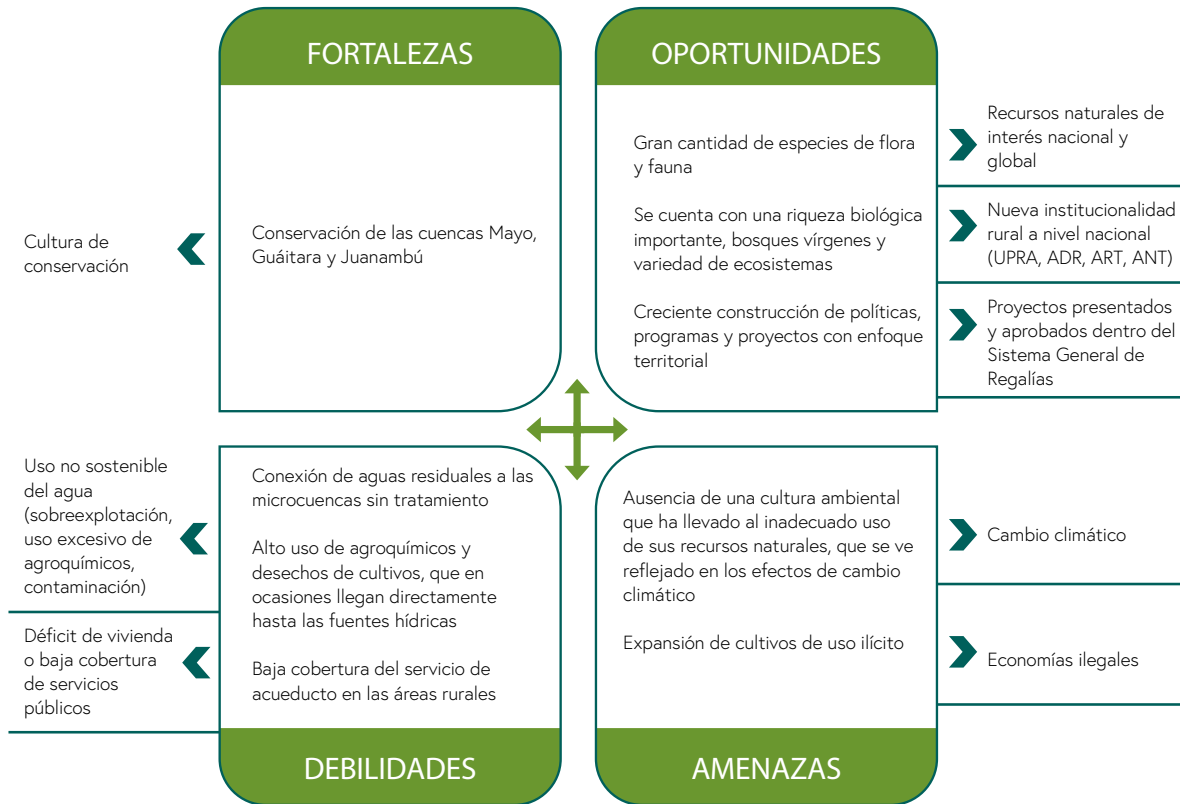 FORTALEZAS
Cultura de
conservación
Conservación de las cuencas Mayo,
Guáitara y Juanambú
OPORTUNIDADES
Gran cantidad de especies de flora
y fauna
Se cuenta con una riqueza biológica
importante, bosques vírgenes y
variedad de ecosistemas
Creciente construcción de políticas,
programas y proyectos con enfoque
territorial
Recursos naturales de
interés nacional y
global
Nueva institucionalidad
rural a nivel nacional
(UPRA, ADR, ART, ANT)
Proyectos presentados
y aprobados dentro del
Sistema General de
Regalías
Uso no sostenible
del agua
(sobreexplotación,
uso excesivo de
agroquímicos,
contaminación)
Déficit de vivienda
o baja cobertura
de servicios
públicos
Conexión de aguas residuales a las
microcuencas sin tratamiento
Alto uso de agroquímicos y
desechos de cultivos, que en
ocasiones llegan directamente
hasta las fuentes hídricas
Baja cobertura del servicio de
acueducto en las áreas rurales
DEBILIDADES
Ausencia de una cultura ambiental
que ha llevado al inadecuado uso
de sus recursos naturales, que se ve
reflejado en los efectos de cambio
climático
Expansión de cultivos de uso ilícito
Cambio climático
Economías ilegales
AMENAZAS